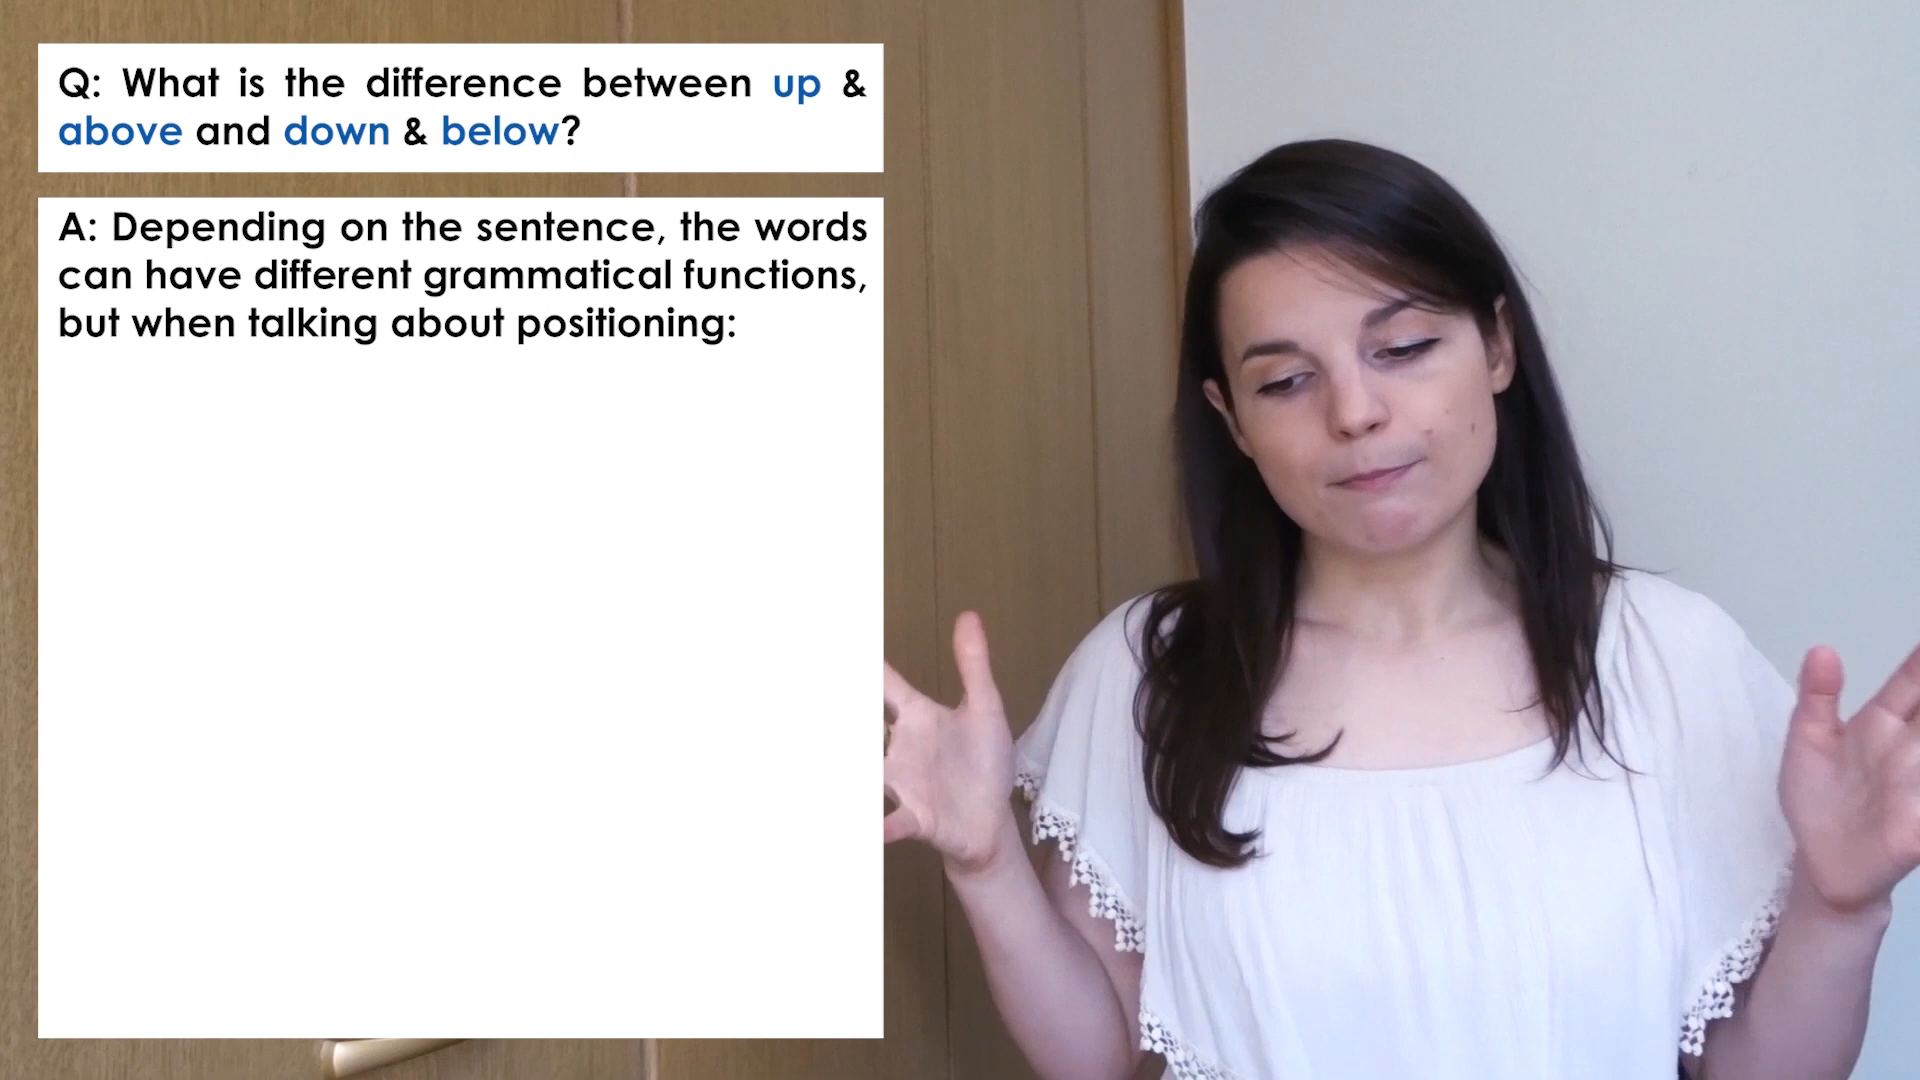 Q: What is the difference between up &
above and down & below?
A: Depending on the sentence, the words
can have different grammatical functions,
but when talking about positioning: